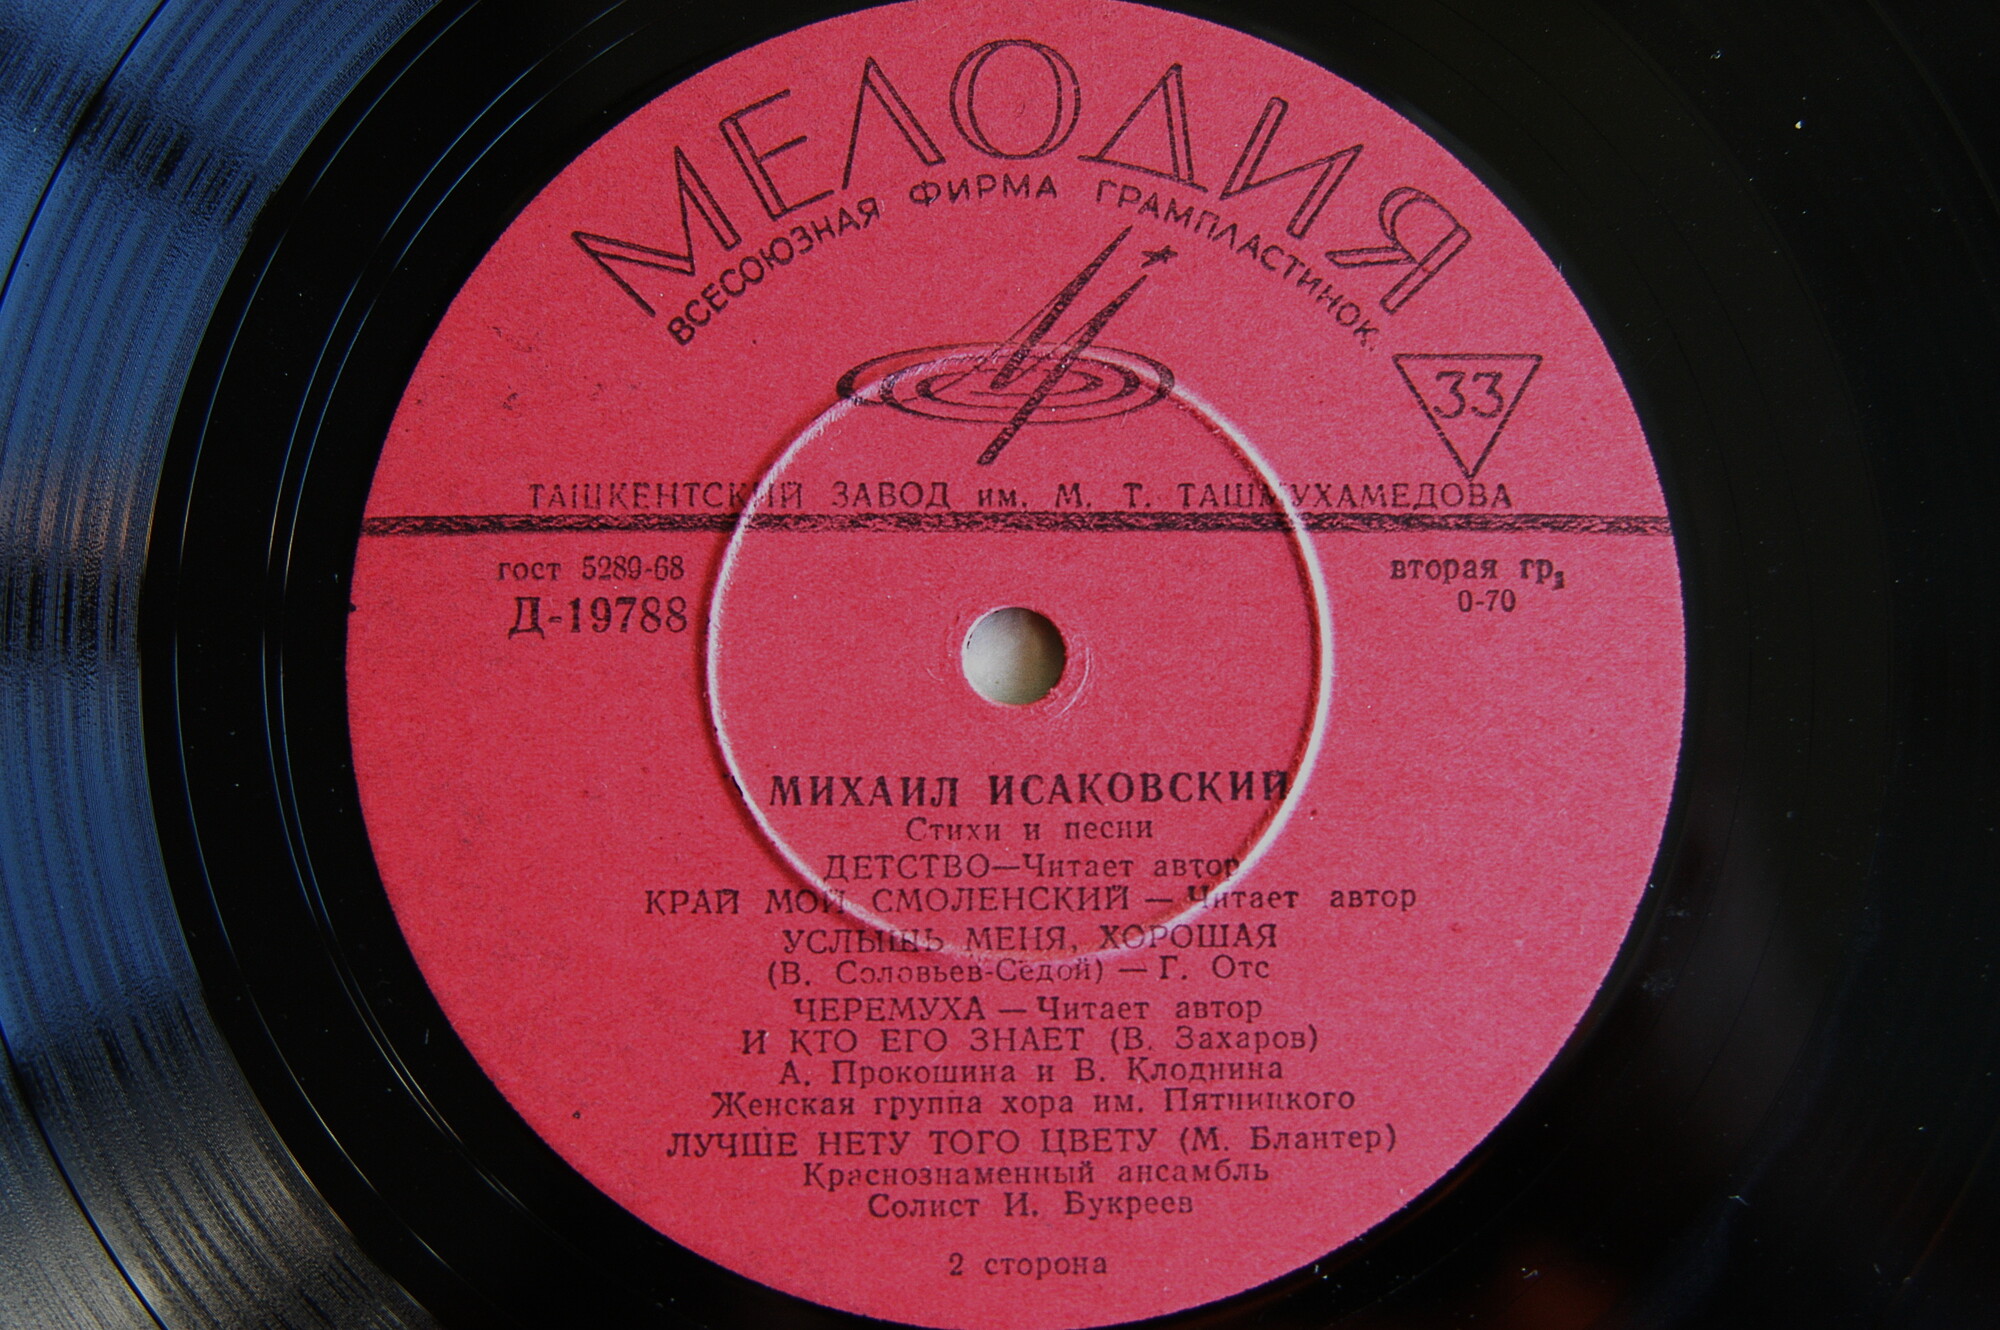 МЕЛОДИЯ
ВСЕСОЮЗНАЯ ФИРМА ГРАМПЛАСТИНОК.
33
ТАШКЕНТСКИЙ ЗАВОД им. М. Т. ТАШМУХАМЕДОВА
гост 5289-68
вторая гр,
Д-19788
0-70
МИХАИЛ ИСАКОВСКИЙ
Стихи и песни
ДЕТСТВО—Читает автор
КРАЙ МОЙ СМОЛЕНСКИЙ — Читает автор
УСЛЫШЬ МЕНЯ, ХОРОШАЯ
(В. Соловьев-Седой) — Г. Отс
ЧЕРЕМУХА — Читает автор
И КТО ЕГО ЗНАЕТ (В. Захаров)
А. Прокошина и В. Клоднина
Женская группа хора им. Пятницкого
ЛУЧШЕ НЕТУ ТОГО ЦВЕТУ (М. Блантер)
Краснознаменный ансамбль
Солист И. Букреев
2 сторона